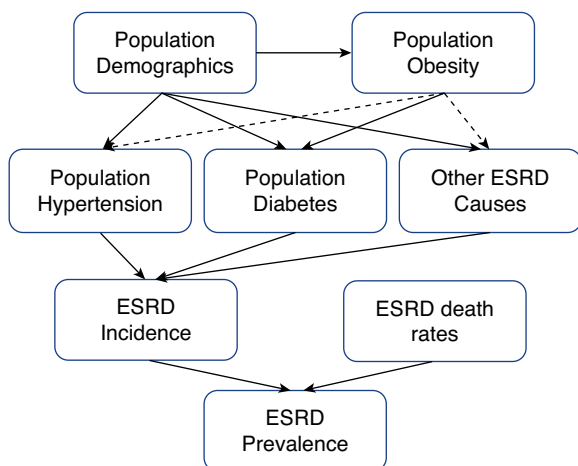 Population
Demographics
Population
Obesity
Population
Hypertension
Population
Diabetes
Other ESRD
Causes
ESRD
Incidence
ESRD death
rates
ESRD
Prevalence